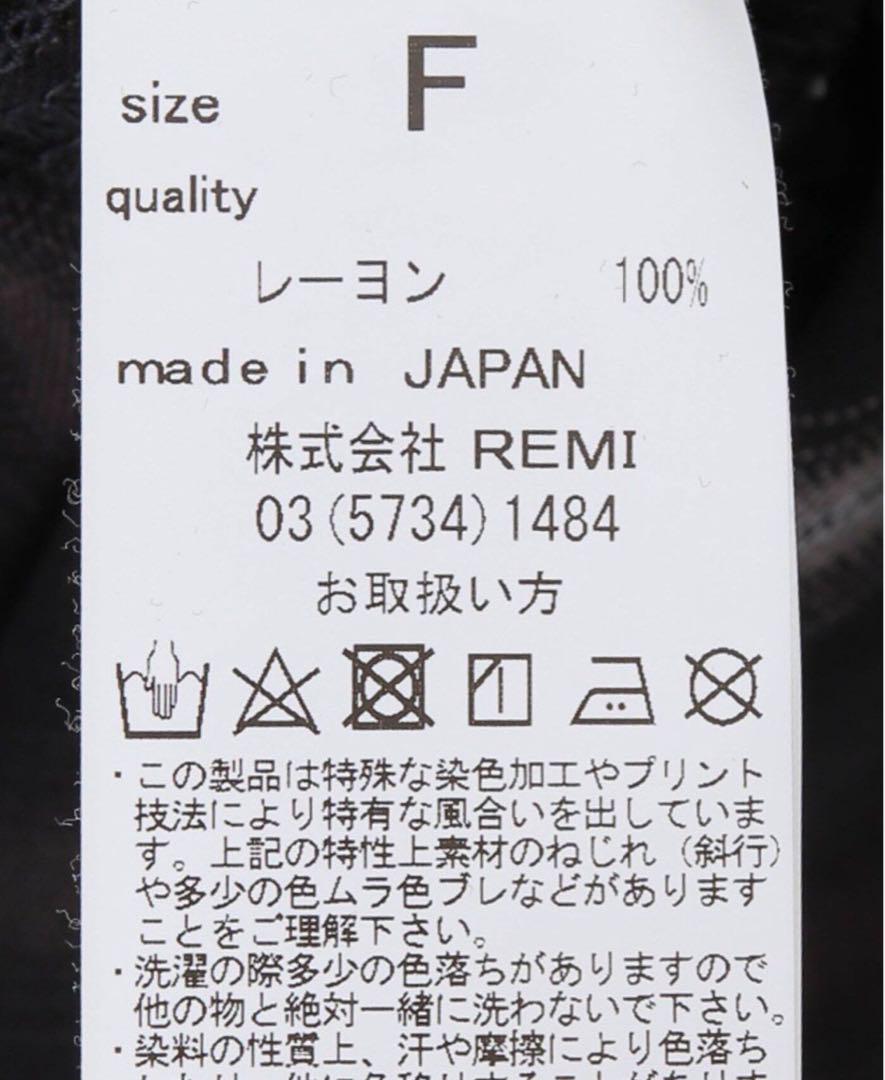 size F
quality
レーヨン 100%
made in JAPAN
株式会社 REMI
03(5734)1484
お取扱い方
・この製品は特殊な染色加工やプリント
技法により特有な風合いを出していま
す。上記の特性上素材のねじれ（斜行）
や多少の色ムラ色ブレなどがあります
ことをご理解下さい。
・洗濯の際多少の色落ちがありますので
他の物と絶対一緒に洗わないで下さい。
・染料の性質上、汗や摩擦により色落ち